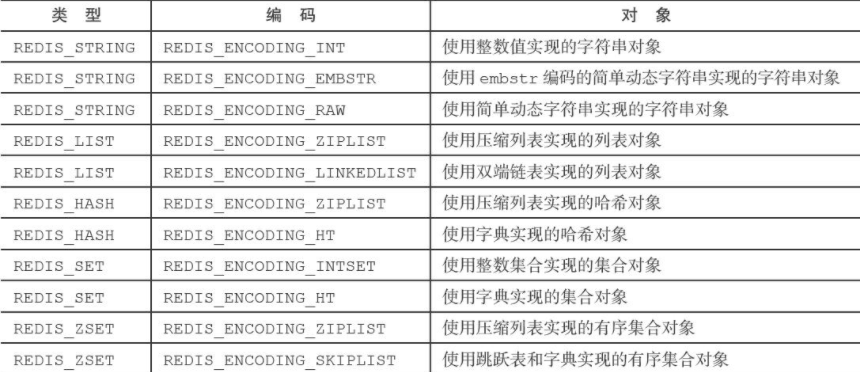 类 型 编 码 对 象
REDIS_STRING REDIS_ENCODING_INT 使用整数值实现的字符串对象
REDIS_STRING REDIS_ENCODING_EMBSTR 使用 embstr 编码的简单动态字符串实现的字符串对象
REDIS_STRING REDIS_ENCODING_RAW 使用简单动态字符串实现的字符串对象
REDIS_LIST REDIS_ENCODING_ZIPLIST 使用压缩列表实现的列表对象
REDIS_LIST REDIS_ENCODING_LINKEDLIST 使用双端链表实现的列表对象
REDIS_HASH REDIS_ENCODING_ZIPLIST 使用压缩列表实现的哈希对象
REDIS_HASH REDIS_ENCODING_HT 使用字典实现的哈希对象
REDIS_SET REDIS_ENCODING_INTSET 使用整数集合实现的集合对象
REDIS_SET REDIS_ENCODING_HT 使用字典实现的集合对象
REDIS_ZSET REDIS_ENCODING_ZIPLIST 使用压缩列表实现的有序集合对象
REDIS_ZSET REDIS_ENCODING_SKIPLIST 使用跳跃表和字典实现的有序集合对象